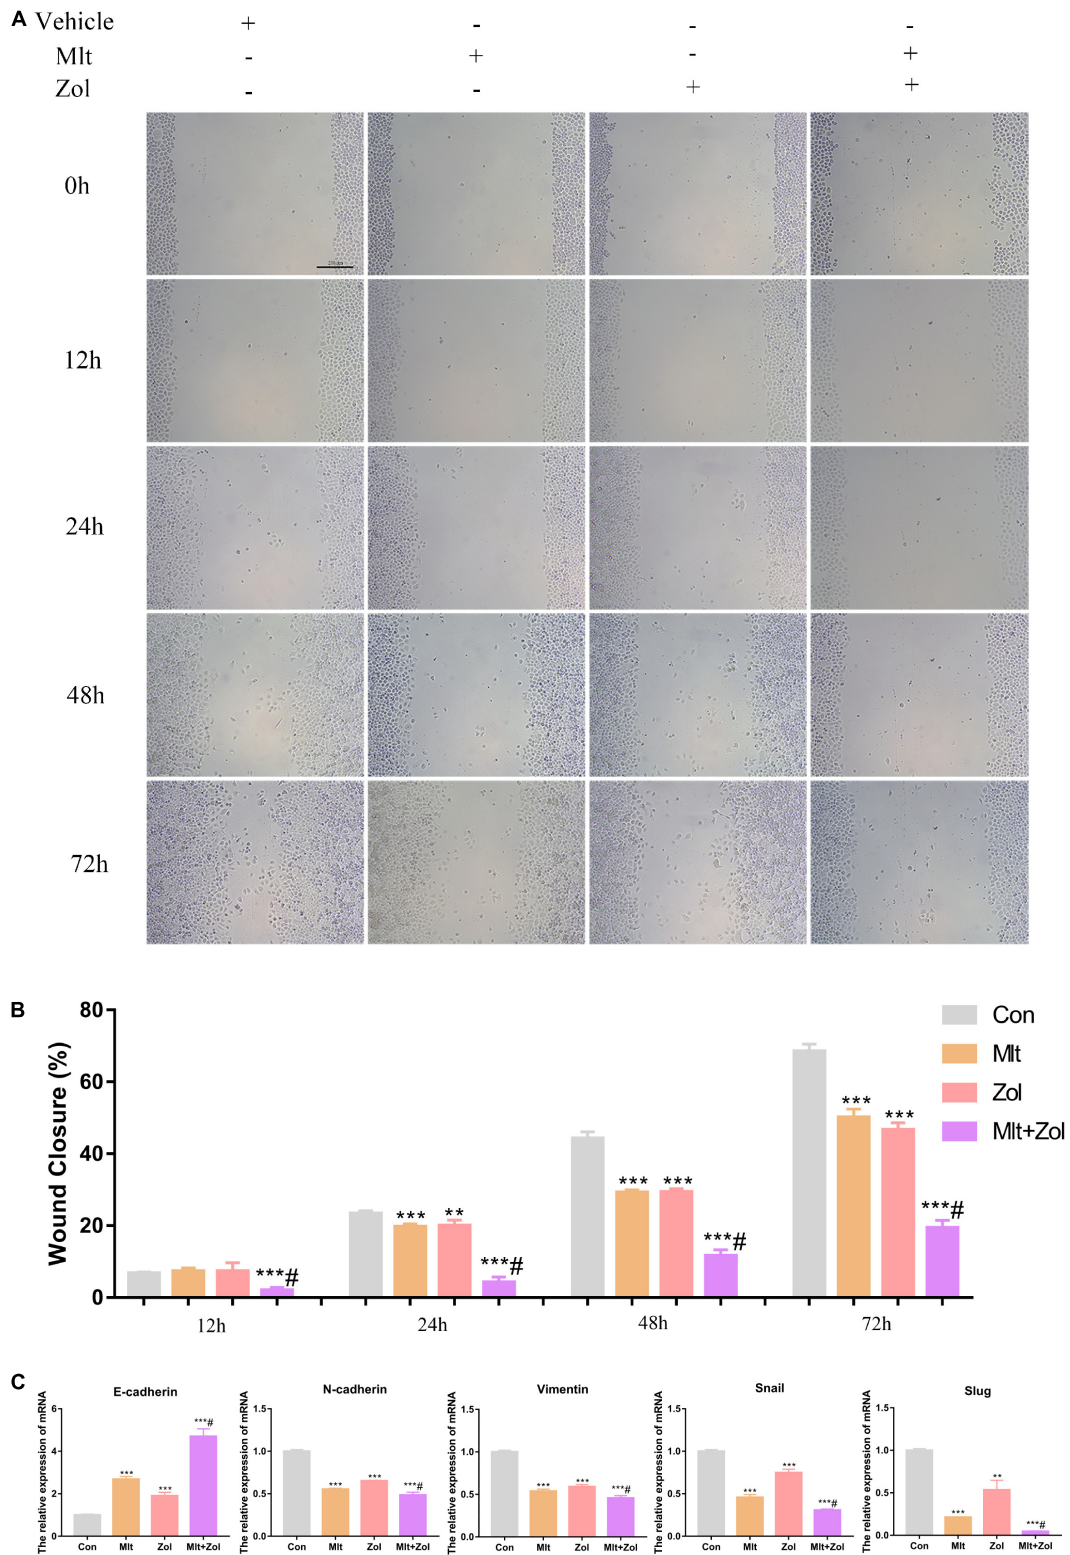 A Vehicle + - - -
Mlt - + - +
Zol - - + +
0h
12h
24h
48h
72h
B
Wound Closure (%)
80
60
40
20
0
***#
*** ** ***#
*** *** ***#
*** *** ***#
12h 24h 48h 72h
Con
Mlt
Zol
Mlt+Zol
C
E-cadherin
The relative expression of mRNA
6
4
2
0
*** *** ***#
Con Mlt Zol Mlt+Zol
N-cadherin
The relative expression of mRNA
1.5
1.0
0.5
0.0
*** *** ***#
Con Mlt Zol Mlt+Zol
Vimentin
The relative expression of mRNA
1.5
1.0
0.5
0.0
*** *** ***#
Con Mlt Zol Mlt+Zol
Snail
The relative expression of mRNA
1.5
1.0
0.5
0.0
*** *** ***#
Con Mlt Zol Mlt+Zol
Slug
The relative expression of mRNA
1.5
1.0
0.5
0.0
*** ** ***#
Con Mlt Zol Mlt+Zol